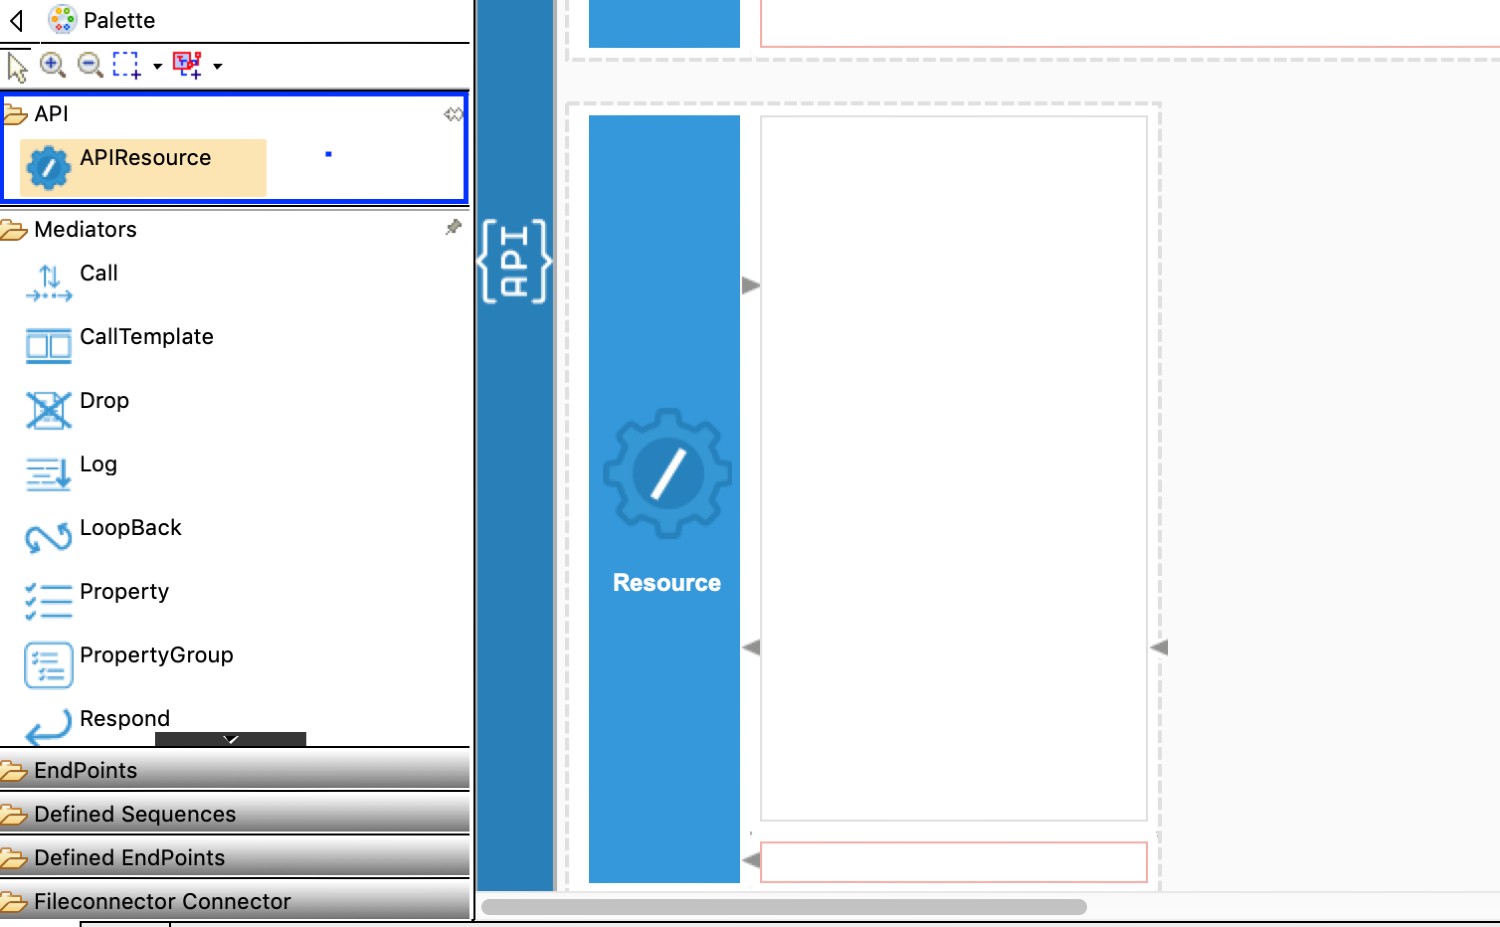 Palette
API
APIResource
Mediators
Call
CallTemplate
Drop
Log
LoopBack
Property
PropertyGroup
Respond
EndPoints
Defined Sequences
Defined EndPoints
Fileconnector Connector
{API}
Resource